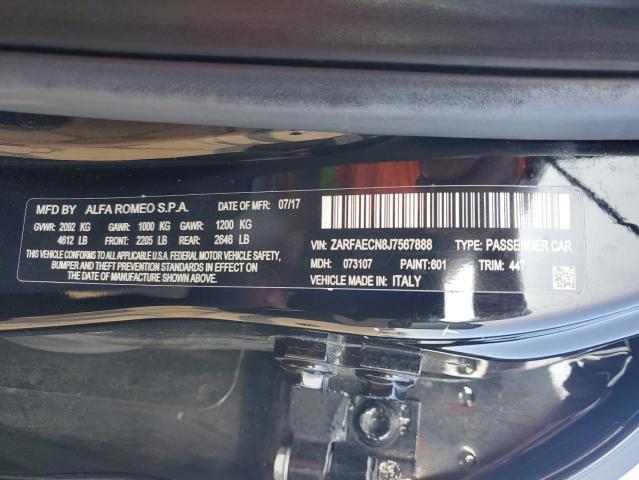 MFD BY ALFA ROMEO S.P.A. DATE OF MFR: 07/17
GVWR: 2092 KG GAWR: 1000 KG GAWR: 1200 KG
4612 LB FRONT: 2205 LB REAR: 2646 LB
THIS VEHICLE CONFORMS TO ALL APPLICABLE U.S.A. FEDERAL MOTOR VEHICLE SAFETY,
BUMPER AND THEFT PREVENTION STANDARDS IN EFFECT ON
THE DATE OF MANUFACTURE SHOWN ABOVE.
VIN: ZARFAECN8J7567888 TYPE: PASSENGER CAR
MDH: 073107 PAINT:601 TRIM: 447
VEHICLE MADE IN: ITALY